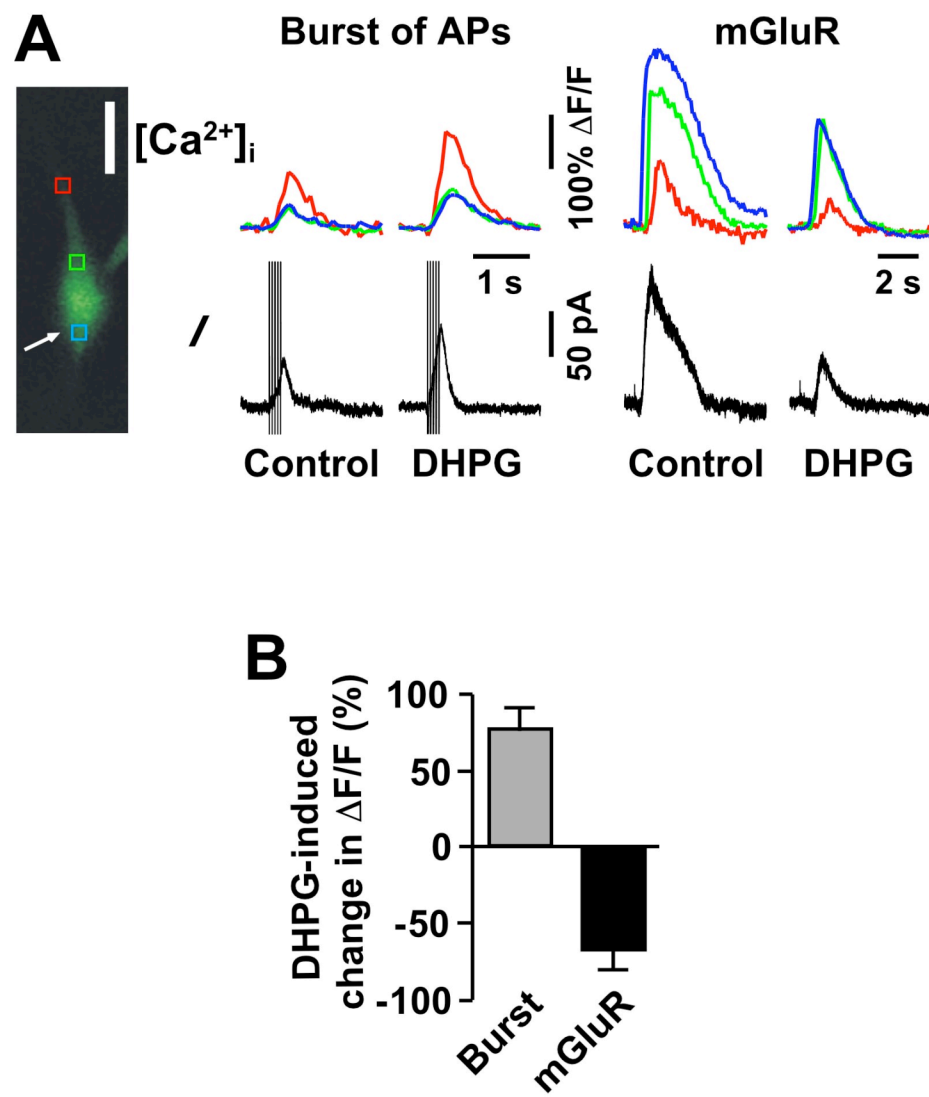 A
Burst of APs
mGluR
[Ca²⁺]ᵢ
100% ΔF/F
1 s
2 s
I
50 pA
Control
DHPG
Control
DHPG
B
DHPG-induced
change in ΔF/F (%)
100
50
0
-50
-100
Burst
mGluR